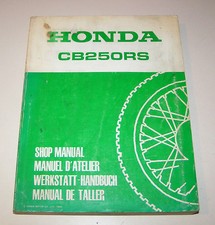 HONDA
CB250RS
SHOP MANUAL
MANUEL D'ATELIER
WERKSTATT-HANDBUCH
MANUAL DE TALLER